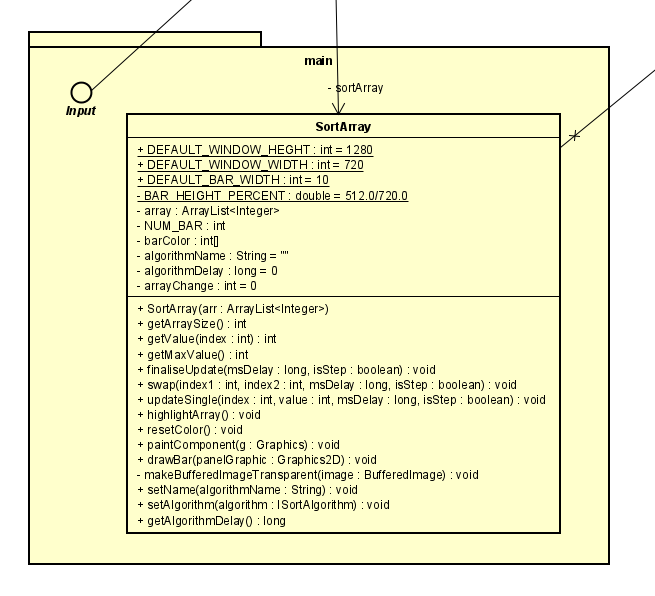 main
Input
- sortArray
SortArray
+ DEFAULT_WINDOW_HEGHT : int = 1280
+ DEFAULT_WINDOW_WIDTH : int = 720
+ DEFAULT_BAR_WIDTH : int = 10
- BAR_HEIGHT_PERCENT : double = 512.0/720.0
- array : ArrayList<Integer>
- NUM_BAR : int
- barColor : int[]
- algorithmName : String = ""
- algorithmDelay : long = 0
- arrayChange : int = 0
+ SortArray(arr : ArrayList<Integer>)
+ getArraySize() : int
+ getValue(index : int) : int
+ getMaxValue() : int
+ finaliseUpdate(msDelay : long, isStep : boolean) : void
+ swap(index1 : int, index2 : int, msDelay : long, isStep : boolean) : void
+ updateSingle(index : int, value : int, msDelay : long, isStep : boolean) : void
+ highlightArray() : void
+ resetColor() : void
+ paintComponent(g : Graphics) : void
+ drawBar(panelGraphic : Graphics2D) : void
- makeBufferedImageTransparent(image : BufferedImage) : void
+ setName(algorithmName : String) : void
+ setAlgorithm(algorithm : ISortAlgorithm) : void
+ getAlgorithmDelay() : long